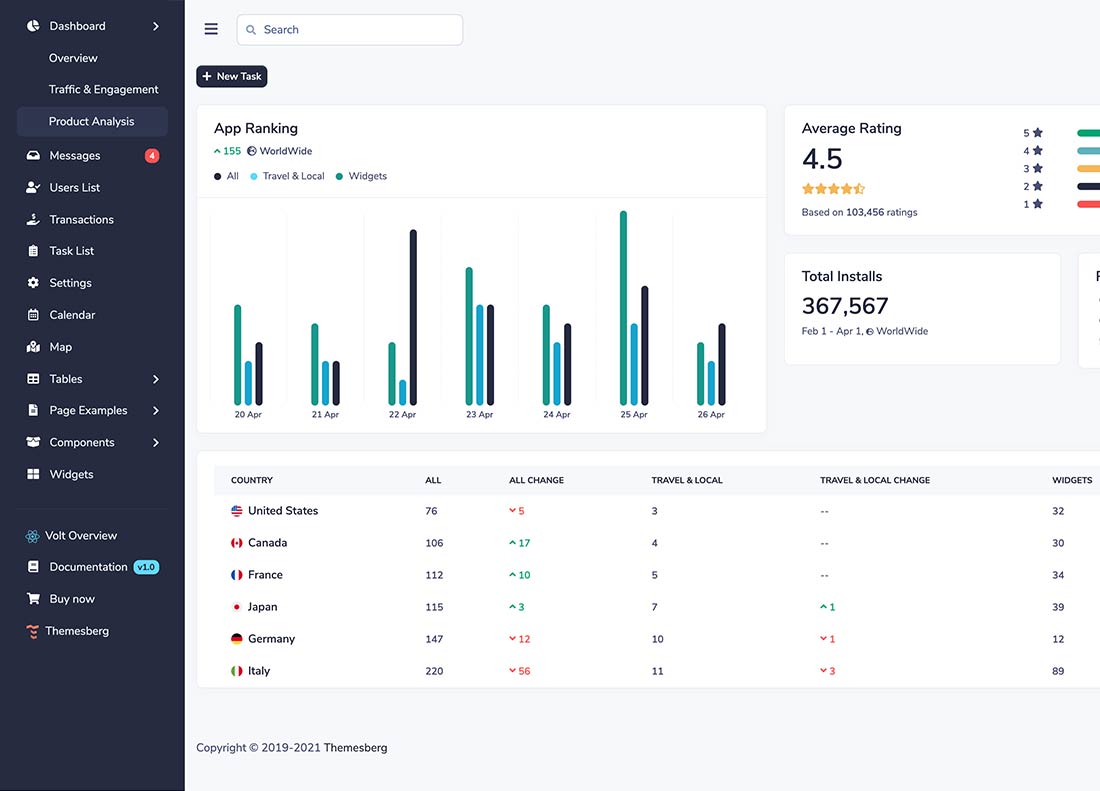 Dashboard
Overview
Traffic & Engagement
Product Analysis
Messages 4
Users List
Transactions
Task List
Settings
Calendar
Map
Tables
Page Examples
Components
Widgets
Volt Overview
Documentation v1.0
Buy now
Themesberg
Search
New Task
App Ranking
155 WorldWide
All Travel & Local Widgets
20 Apr 21 Apr 22 Apr 23 Apr 24 Apr 25 Apr 26 Apr
Average Rating
4.5
Based on 103,456 ratings
5
4
3
2
1
Total Installs
367,567
Feb 1 - Apr 1, WorldWide
COUNTRY ALL ALL CHANGE TRAVEL & LOCAL TRAVEL & LOCAL CHANGE WIDGETS
United States 76 5 3 -- 32
Canada 106 17 4 -- 30
France 112 10 5 -- 34
Japan 115 3 7 1 39
Germany 147 12 10 1 12
Italy 220 56 11 3 89
Copyright © 2019-2021 Themesberg